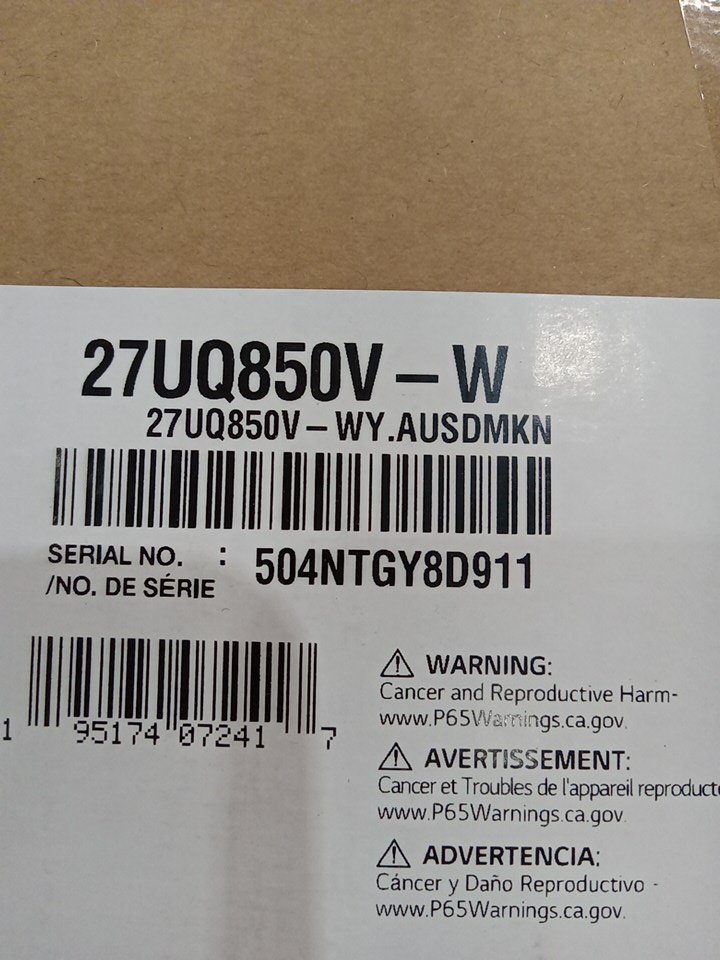 27UQ850V – W
27UQ850V – WY.AUSDMKN
SERIAL NO. : 504NTGY8D911
/NO. DE SÉRIE
1 95174 07241 7
WARNING:
Cancer and Reproductive Harm-
www.P65Warnings.ca.gov.
AVERTISSEMENT:
Cancer et Troubles de l'appareil reproducte
www.P65Warnings.ca.gov.
ADVERTENCIA:
Cáncer y Daño Reproductivo -
www.P65Warnings.ca.gov.